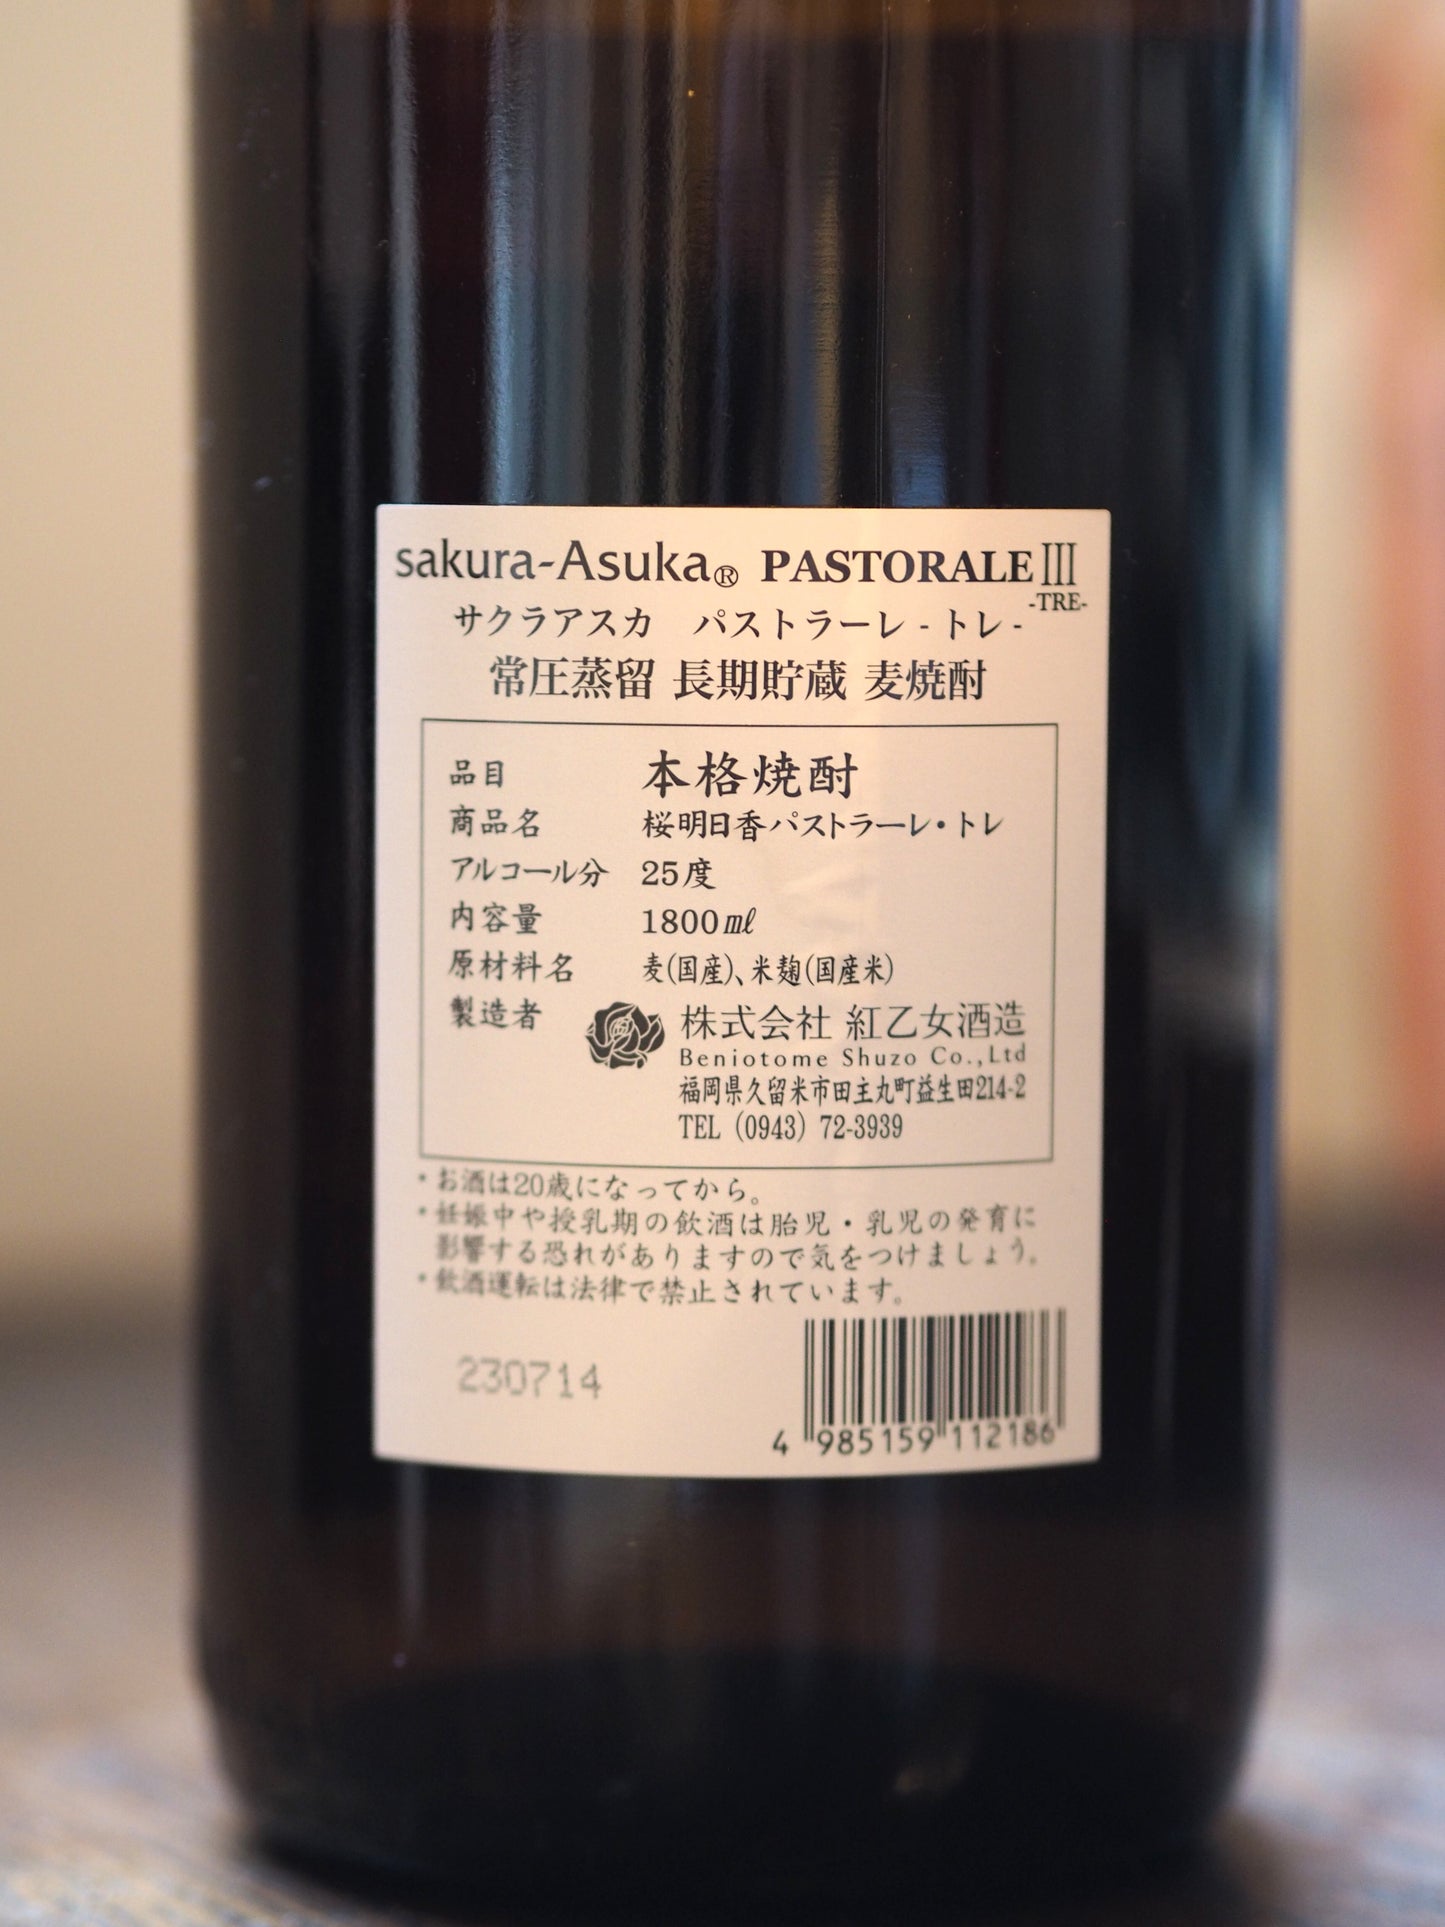 sakura-Asuka® PASTORALE III
-TRE-
サクラアスカ　パストラーレ - トレ -
常圧蒸留 長期貯蔵 麦焼酎
品目 本格焼酎
商品名 桜明日香パストラーレ・トレ
アルコール分 25度
内容量 1800㎖
原材料名 麦(国産)、米麹(国産米)
製造者 株式会社 紅乙女酒造
Beniotome Shuzo Co.,Ltd
福岡県久留米市田主丸町益生田214-2
TEL (0943) 72-3939
・お酒は20歳になってから。
・妊娠中や授乳期の飲酒は胎児・乳児の発育に
影響する恐れがありますので気をつけましょう。
・飲酒運転は法律で禁止されています。
230714
4 985159 112186